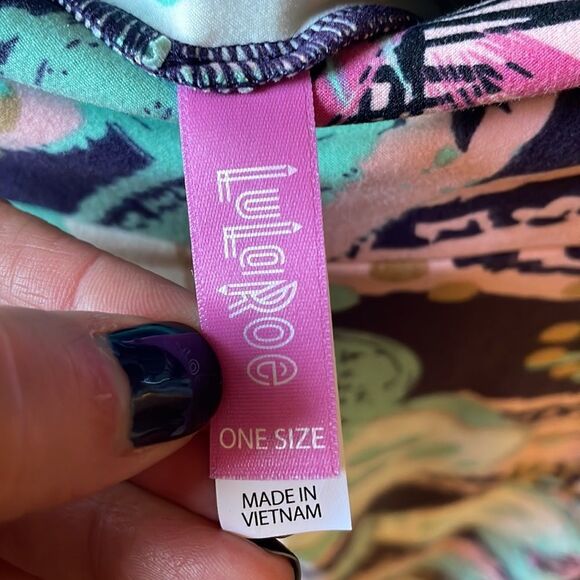 LuLaRoe
ONE SIZE
MADE IN
VIETNAM